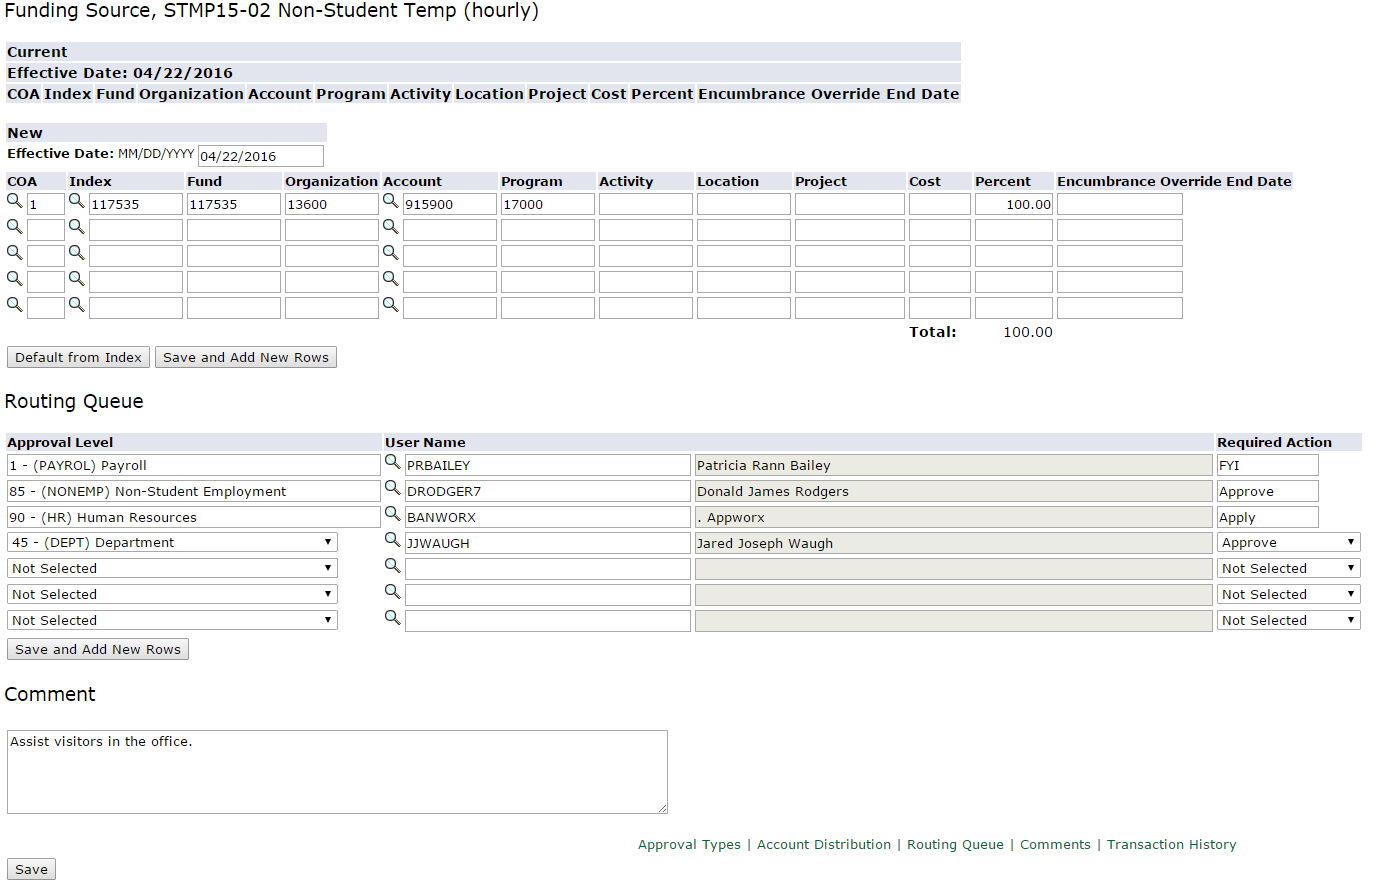 Funding Source, STMP15-02 Non-Student Temp (hourly)
Current
Effective Date: 04/22/2016
COA Index Fund Organization Account Program Activity Location Project Cost Percent Encumbrance Override End Date
New
Effective Date: MM/DD/YYYY 04/22/2016
COA Index Fund Organization Account Program Activity Location Project Cost Percent Encumbrance Override End Date
1 117535 117535 13600 915900 17000 100.00
Total: 100.00
Default from Index Save and Add New Rows
Routing Queue
Approval Level User Name Required Action
1 - (PAYROL) Payroll PRBAILEY Patricia Rann Bailey FYI
85 - (NONEMP) Non-Student Employment DRODGER7 Donald James Rodgers Approve
90 - (HR) Human Resources BANWORX . Appworx Apply
45 - (DEPT) Department JJWAUGH Jared Joseph Waugh Approve
Not Selected Not Selected
Not Selected Not Selected
Not Selected Not Selected
Save and Add New Rows
Comment
Assist visitors in the office.
Approval Types | Account Distribution | Routing Queue | Comments | Transaction History
Save